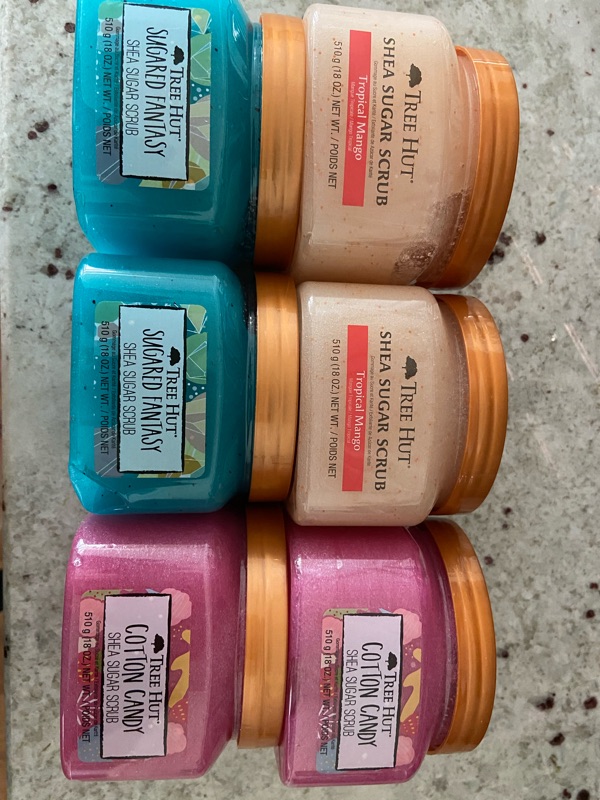 TREE HUT
SUGARED FANTASY
SHEA SUGAR SCRUB
510 g (18 OZ.) NET WT. / POIDS NET
TREE HUT
SHEA SUGAR SCRUB
Tropical Mango
510 g (18 OZ.) NET WT. / POIDS NET
TREE HUT
SUGARED FANTASY
SHEA SUGAR SCRUB
510 g (18 OZ.) NET WT. / POIDS NET
TREE HUT
SHEA SUGAR SCRUB
Tropical Mango
510 g (18 OZ.) NET WT. / POIDS NET
TREE HUT
COTTON CANDY
SHEA SUGAR SCRUB
510 g (18 OZ.) NET WT. / POIDS NET
TREE HUT
COTTON CANDY
SHEA SUGAR SCRUB
510 g (18 OZ.) NET WT. / POIDS NET